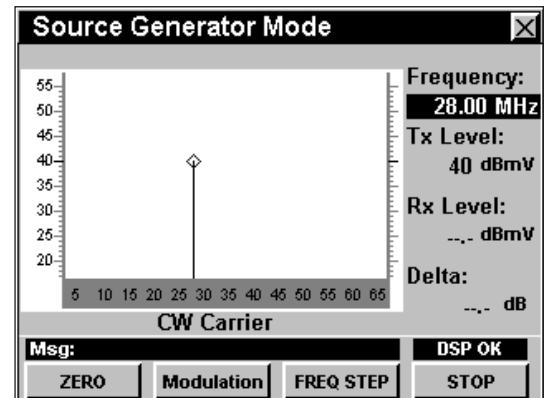 Source Generator Mode
55
50
45
40
35
30
25
20
5 10 15 20 25 30 35 40 45 50 55 60 65
CW Carrier
Frequency:
28.00 MHz
Tx Level:
40 dBmV
Rx Level:
--.- dBmV
Delta:
--.- dB
Msg:
DSP OK
ZERO Modulation FREQ STEP STOP